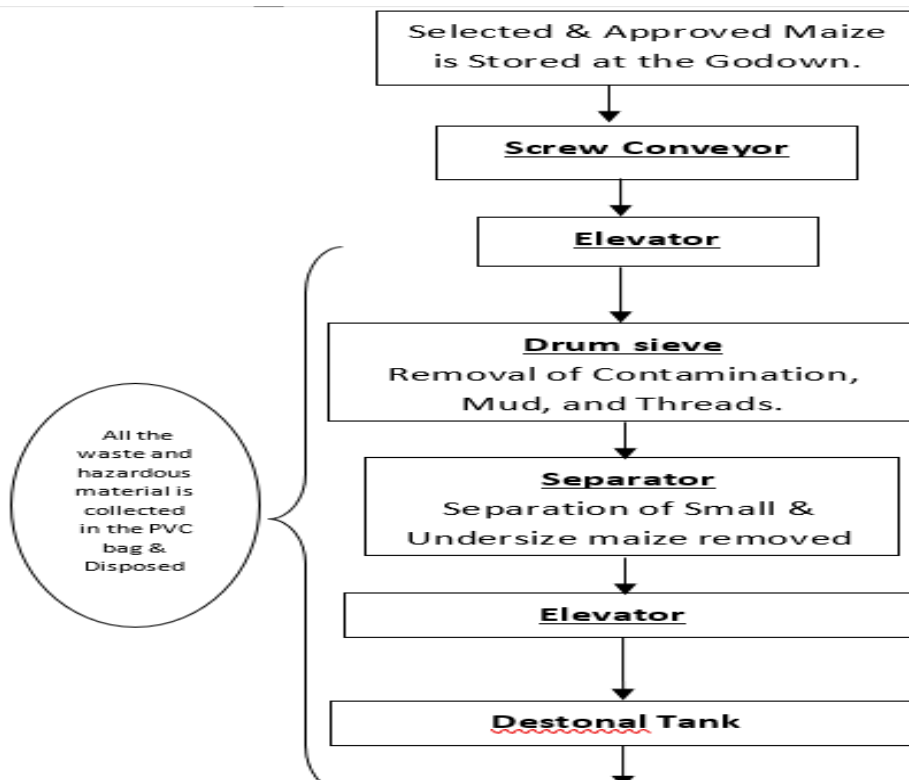 Selected & Approved Maize
is Stored at the Godown.
Screw Conveyor
Elevator
Drum sieve
Removal of Contamination,
Mud, and Threads.
All the
waste and
hazardous
material is
collected
in the PVC
bag &
Disposed
Separator
Separation of Small &
Undersize maize removed
Elevator
Destonal Tank